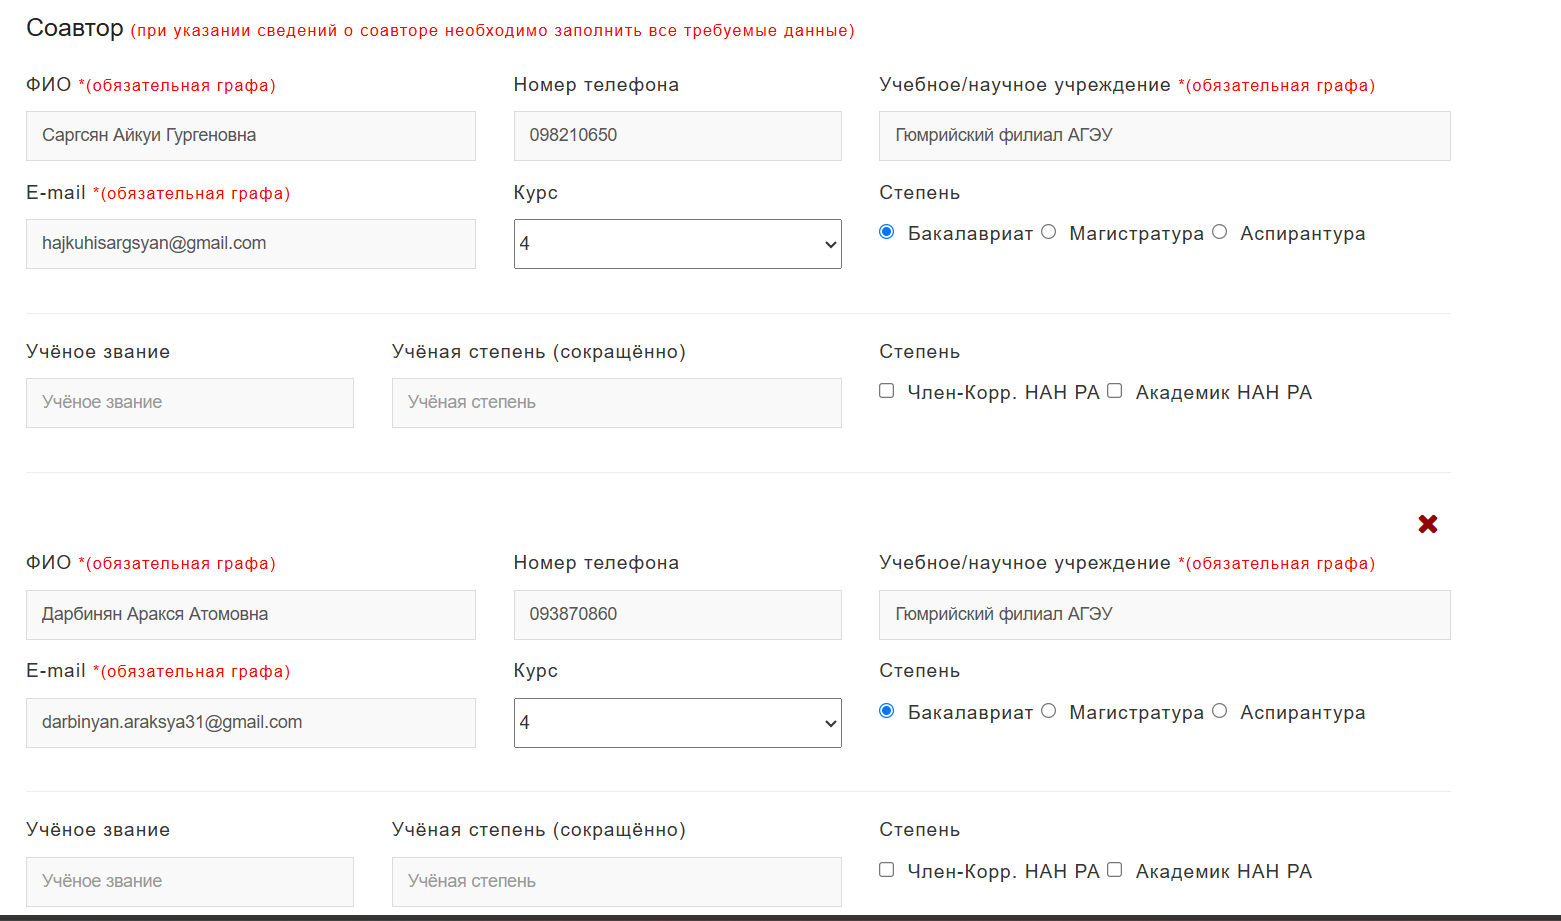 Соавтор (при указании сведений о соавторе необходимо заполнить все требуемые данные)
ФИО *(обязательная графа) Номер телефона Учебное/научное учреждение *(обязательная графа)
Саргсян Айкуи Гургеновна 098210650 Гюмрийский филиал АГЭУ
E-mail *(обязательная графа) Курс Степень
hajkuhisargsyan@gmail.com 4 Бакалавриат Магистратура Аспирантура
Учёное звание Учёная степень (сокращённо) Степень
Учёное звание Учёная степень Член-Корр. НАН РА Академик НАН РА
ФИО *(обязательная графа) Номер телефона Учебное/научное учреждение *(обязательная графа)
Дарбинян Аракся Атомовна 093870860 Гюмрийский филиал АГЭУ
E-mail *(обязательная графа) Курс Степень
darbinyan.araksya31@gmail.com 4 Бакалавриат Магистратура Аспирантура
Учёное звание Учёная степень (сокращённо) Степень
Учёное звание Учёная степень Член-Корр. НАН РА Академик НАН РА